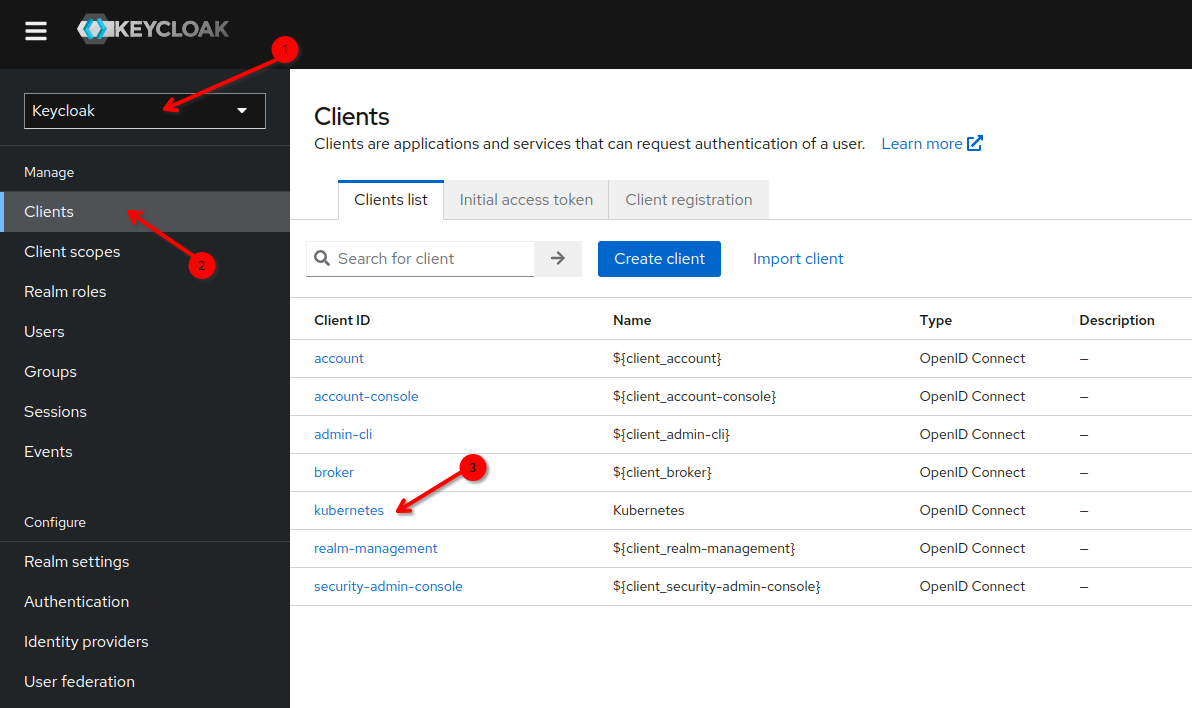 KEYCLOAK
1
Keycloak
Manage
Clients
2
Client scopes
Realm roles
Users
Groups
Sessions
Events
Configure
Realm settings
Authentication
Identity providers
User federation
Clients
Clients are applications and services that can request authentication of a user. Learn more
Clients list Initial access token Client registration
Search for client Create client Import client
Client ID Name Type Description
account ${client_account} OpenID Connect –
account-console ${client_account-console} OpenID Connect –
admin-cli ${client_admin-cli} OpenID Connect –
broker ${client_broker} OpenID Connect –
3
kubernetes Kubernetes OpenID Connect –
realm-management ${client_realm-management} OpenID Connect –
security-admin-console ${client_security-admin-console} OpenID Connect –